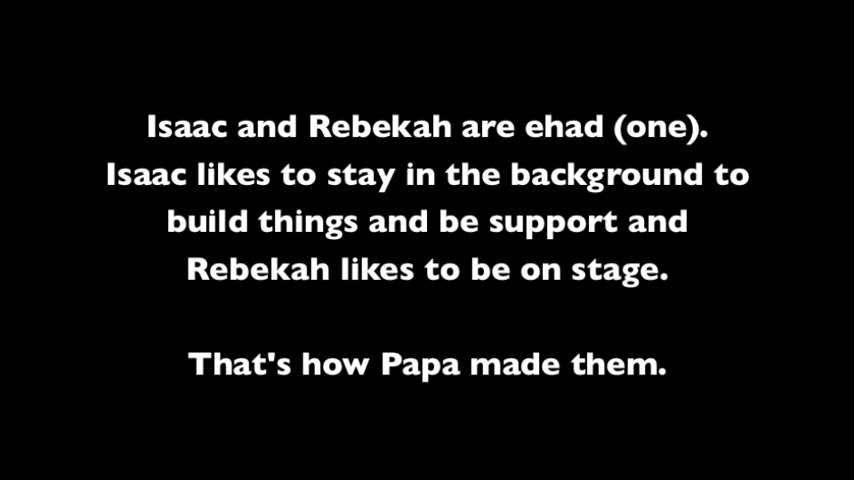 Isaac and Rebekah are ehad (one).
Isaac likes to stay in the background to
build things and be support and
Rebekah likes to be on stage.
That's how Papa made them.